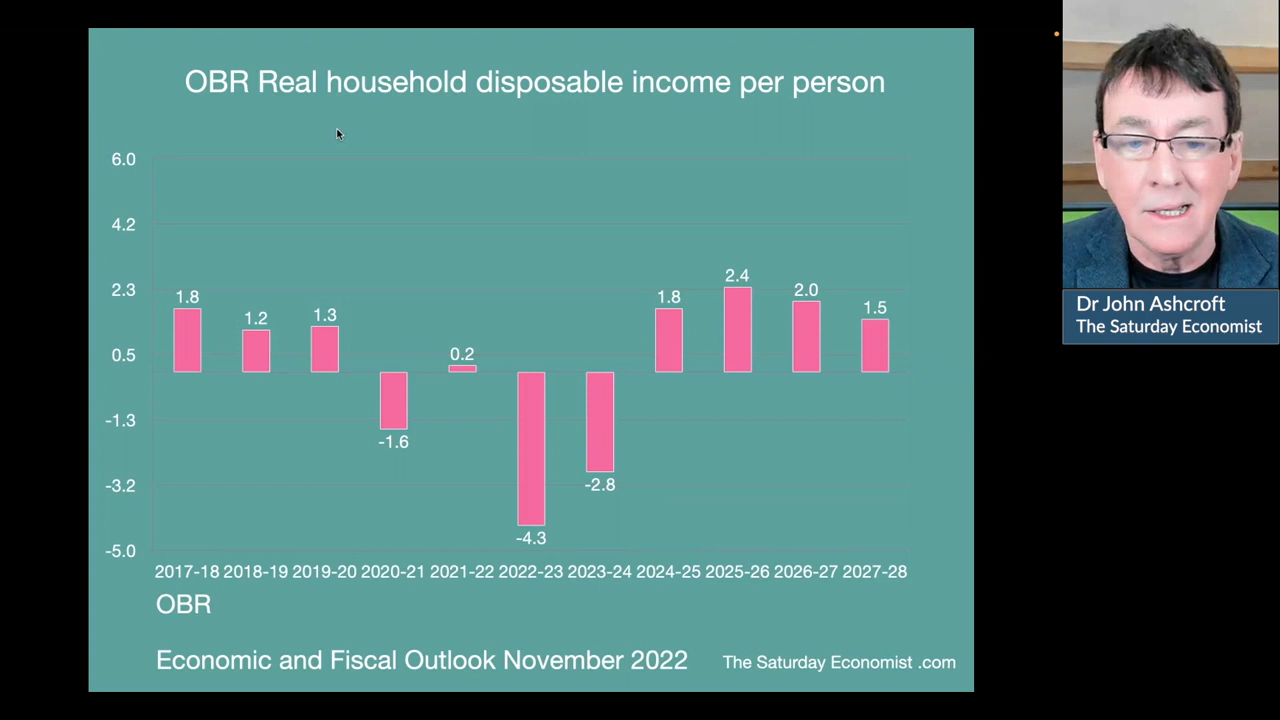 OBR Real household disposable income per person
6.0
4.2
2.3
0.5
-1.3
-3.2
-5.0
1.8
1.2
1.3
-1.6
0.2
-4.3
-2.8
1.8
2.4
2.0
1.5
2017-18 2018-19 2019-20 2020-21 2021-22 2022-23 2023-24 2024-25 2025-26 2026-27 2027-28
OBR
Economic and Fiscal Outlook November 2022
The Saturday Economist .com
Dr John Ashcroft
The Saturday Economist